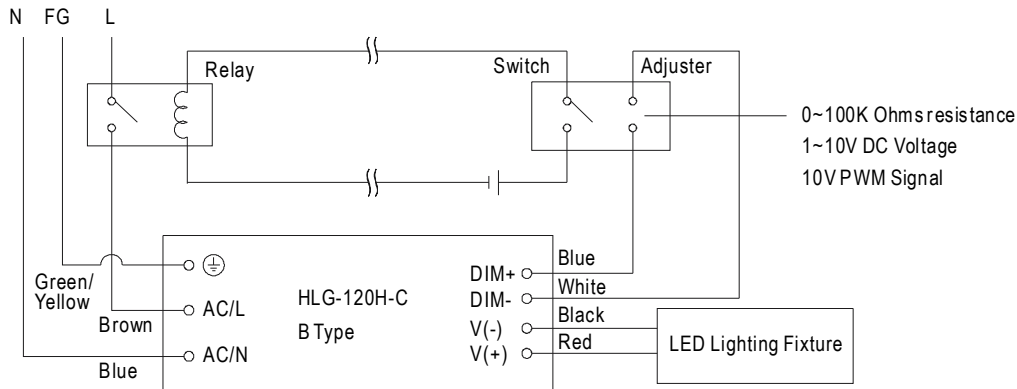 N FG L
Relay
Switch
Adjuster
0~100K Ohms resistance
1~10V DC Voltage
10V PWM Signal
Green/
Yellow
Brown
Blue
AC/L
AC/N
HLG-120H-C
B Type
DIM+
DIM-
V(-)
V(+)
Blue
White
Black
Red
LED Lighting Fixture